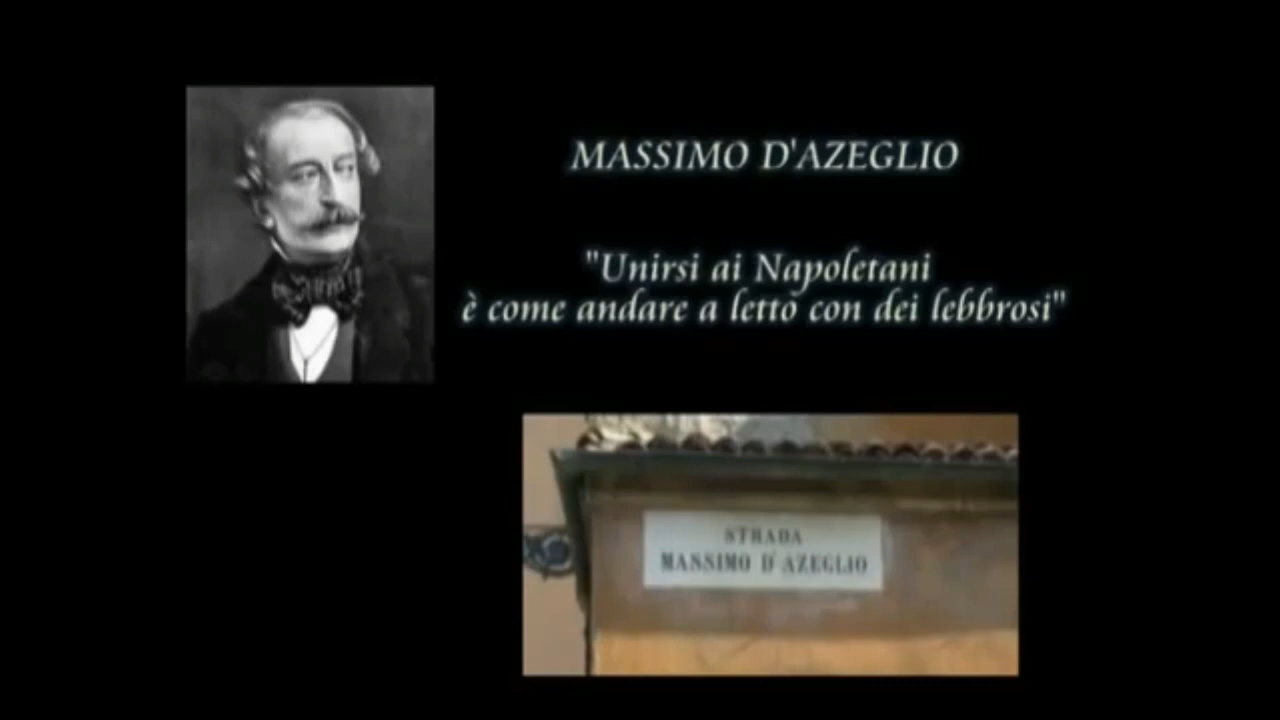 MASSIMO D'AZEGLIO
"Unirsi ai Napoletani
è come andare a letto con dei lebbrosi"
STRADA
MASSIMO D'AZEGLIO